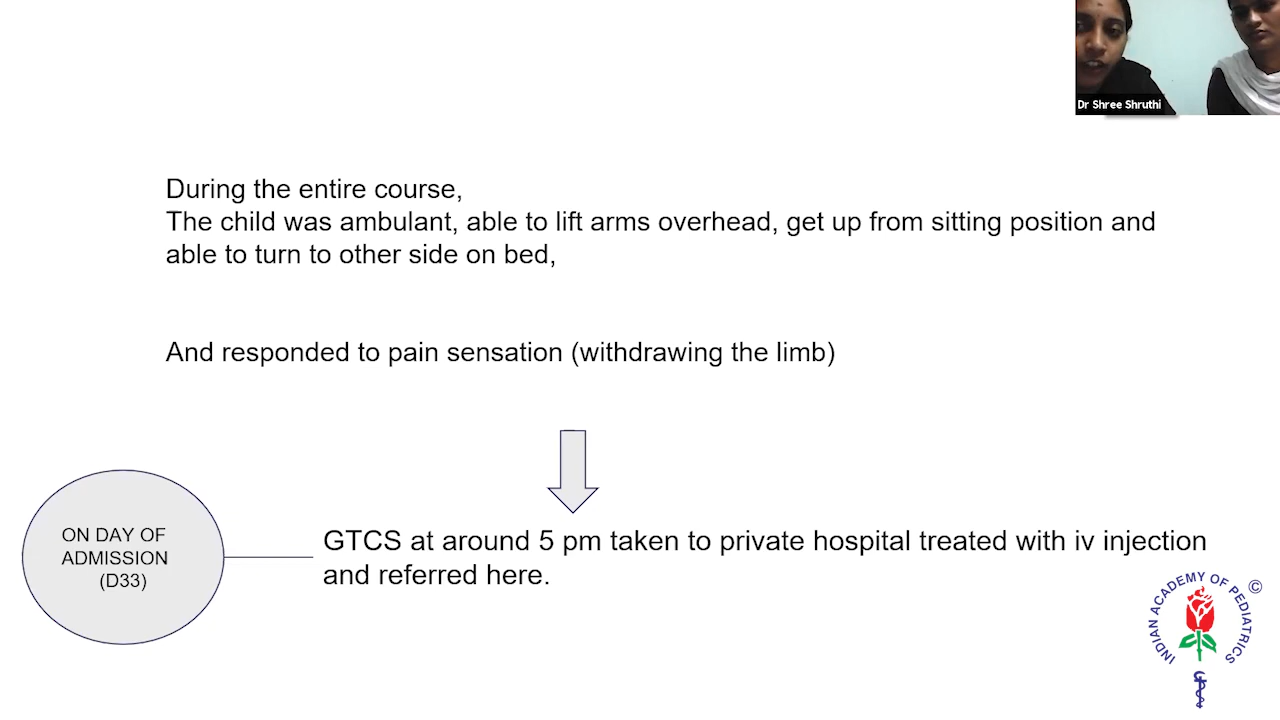 Dr Shree Shruthi
During the entire course,
The child was ambulant, able to lift arms overhead, get up from sitting position and
able to turn to other side on bed,
And responded to pain sensation (withdrawing the limb)
ON DAY OF
ADMISSION
(D33)
GTCS at around 5 pm taken to private hospital treated with iv injection
and referred here.
INDIAN ACADEMY OF PEDIATRICS
©